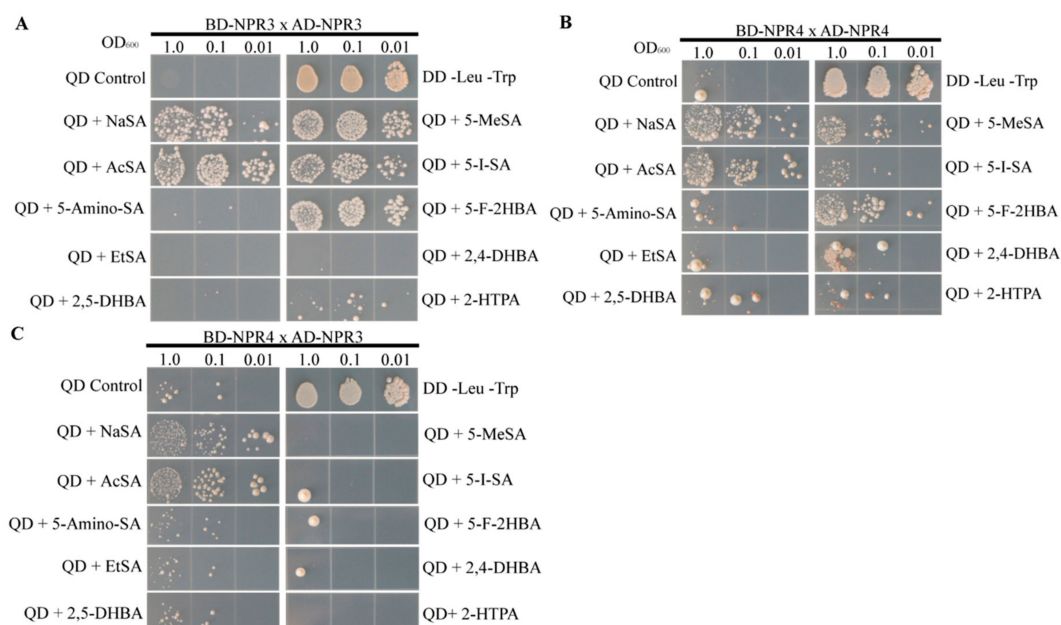 A
BD-NPR3 x AD-NPR3
OD600 1.0 0.1 0.01 1.0 0.1 0.01
QD Control DD -Leu -Trp
QD + NaSA QD + 5-MeSA
QD + AcSA QD + 5-I-SA
QD + 5-Amino-SA QD + 5-F-2HBA
QD + EtSA QD + 2,4-DHBA
QD + 2,5-DHBA QD + 2-HTPA
B
BD-NPR4 x AD-NPR4
OD600 1.0 0.1 0.01 1.0 0.1 0.01
QD Control DD -Leu -Trp
QD + NaSA QD + 5-MeSA
QD + AcSA QD + 5-I-SA
QD + 5-Amino-SA QD + 5-F-2HBA
QD + EtSA QD + 2,4-DHBA
QD + 2,5-DHBA QD + 2-HTPA
C
BD-NPR4 x AD-NPR3
1.0 0.1 0.01 1.0 0.1 0.01
QD Control DD -Leu -Trp
QD + NaSA QD + 5-MeSA
QD + AcSA QD + 5-I-SA
QD + 5-Amino-SA QD + 5-F-2HBA
QD + EtSA QD + 2,4-DHBA
QD + 2,5-DHBA QD+ 2-HTPA